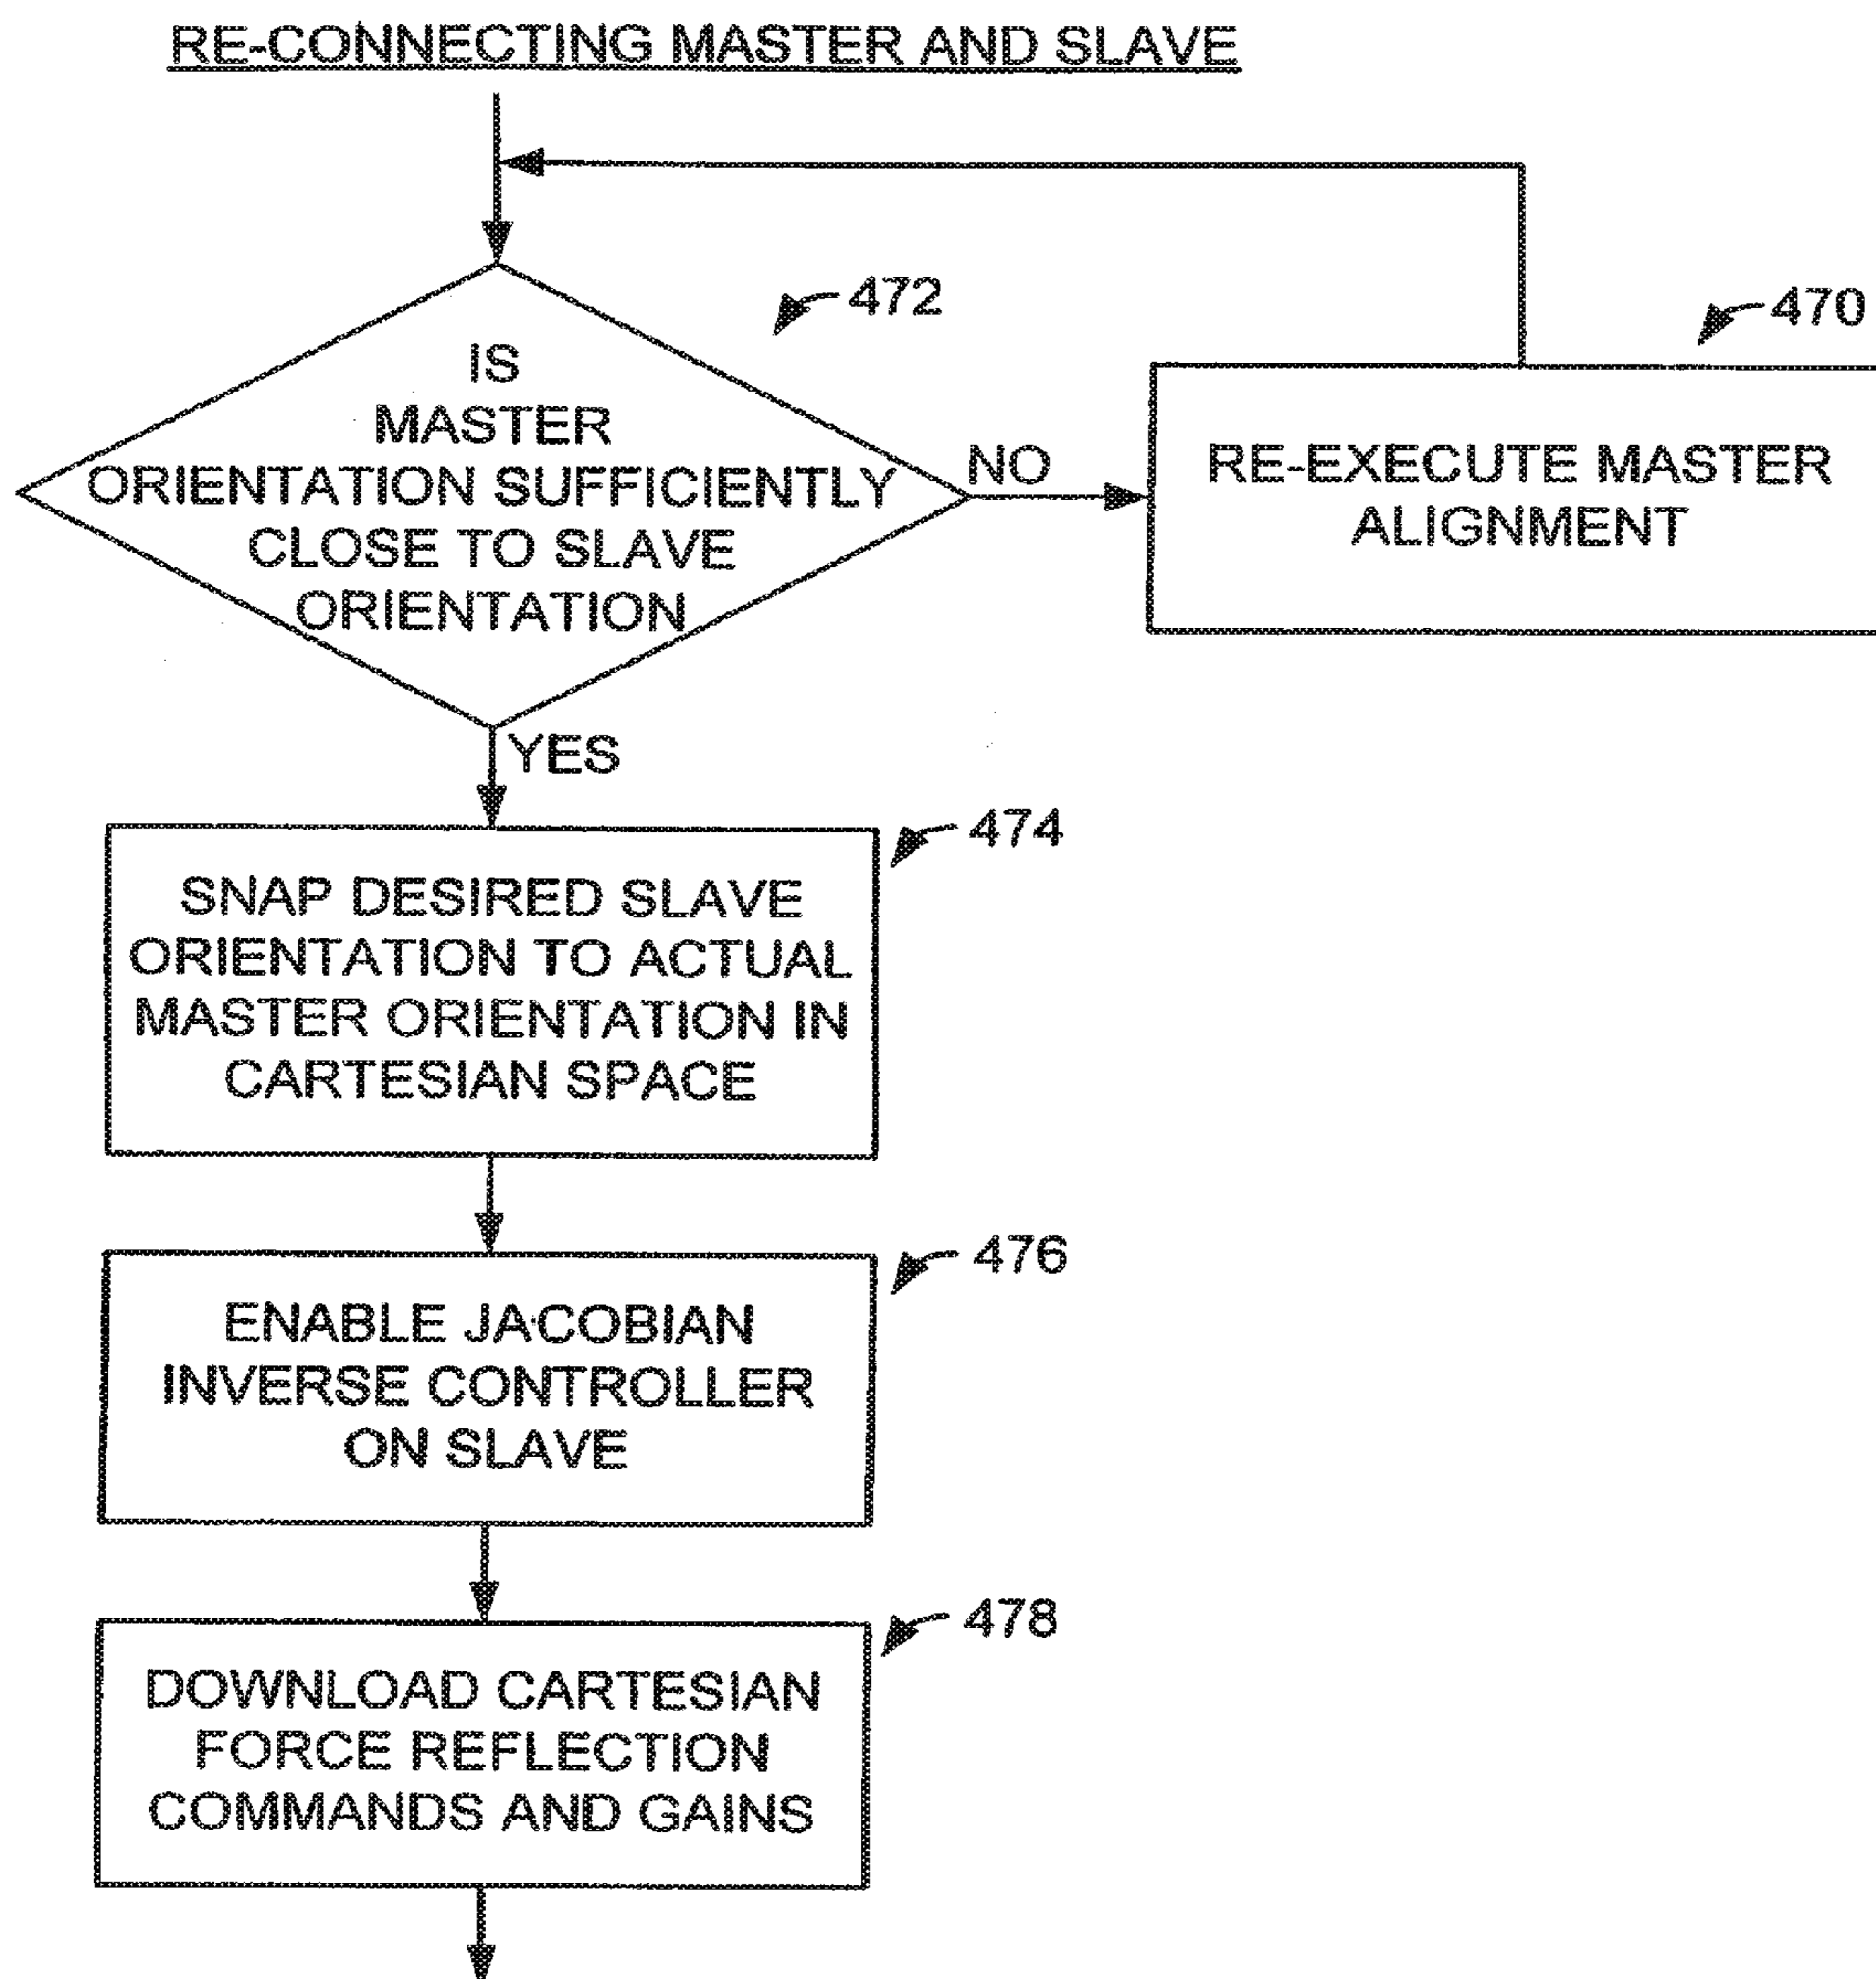 RE-CONNECTING MASTER AND SLAVE
472
470
IS
MASTER
ORIENTATION SUFFICIENTLY
CLOSE TO SLAVE
ORIENTATION
NO
RE-EXECUTE MASTER
ALIGNMENT
YES
474
SNAP DESIRED SLAVE
ORIENTATION TO ACTUAL
MASTER ORIENTATION IN
CARTESIAN SPACE
476
ENABLE JACOBIAN
INVERSE CONTROLLER
ON SLAVE
478
DOWNLOAD CARTESIAN
FORCE REFLECTION
COMMANDS AND GAINS